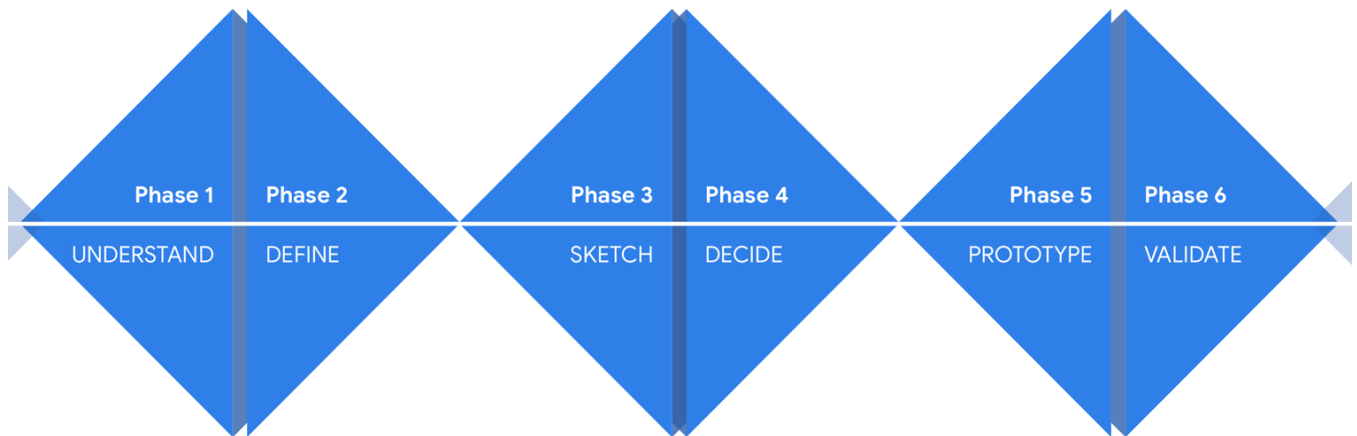 Phase 1
Phase 2
Phase 3
Phase 4
Phase 5
Phase 6
UNDERSTAND
DEFINE
SKETCH
DECIDE
PROTOTYPE
VALIDATE